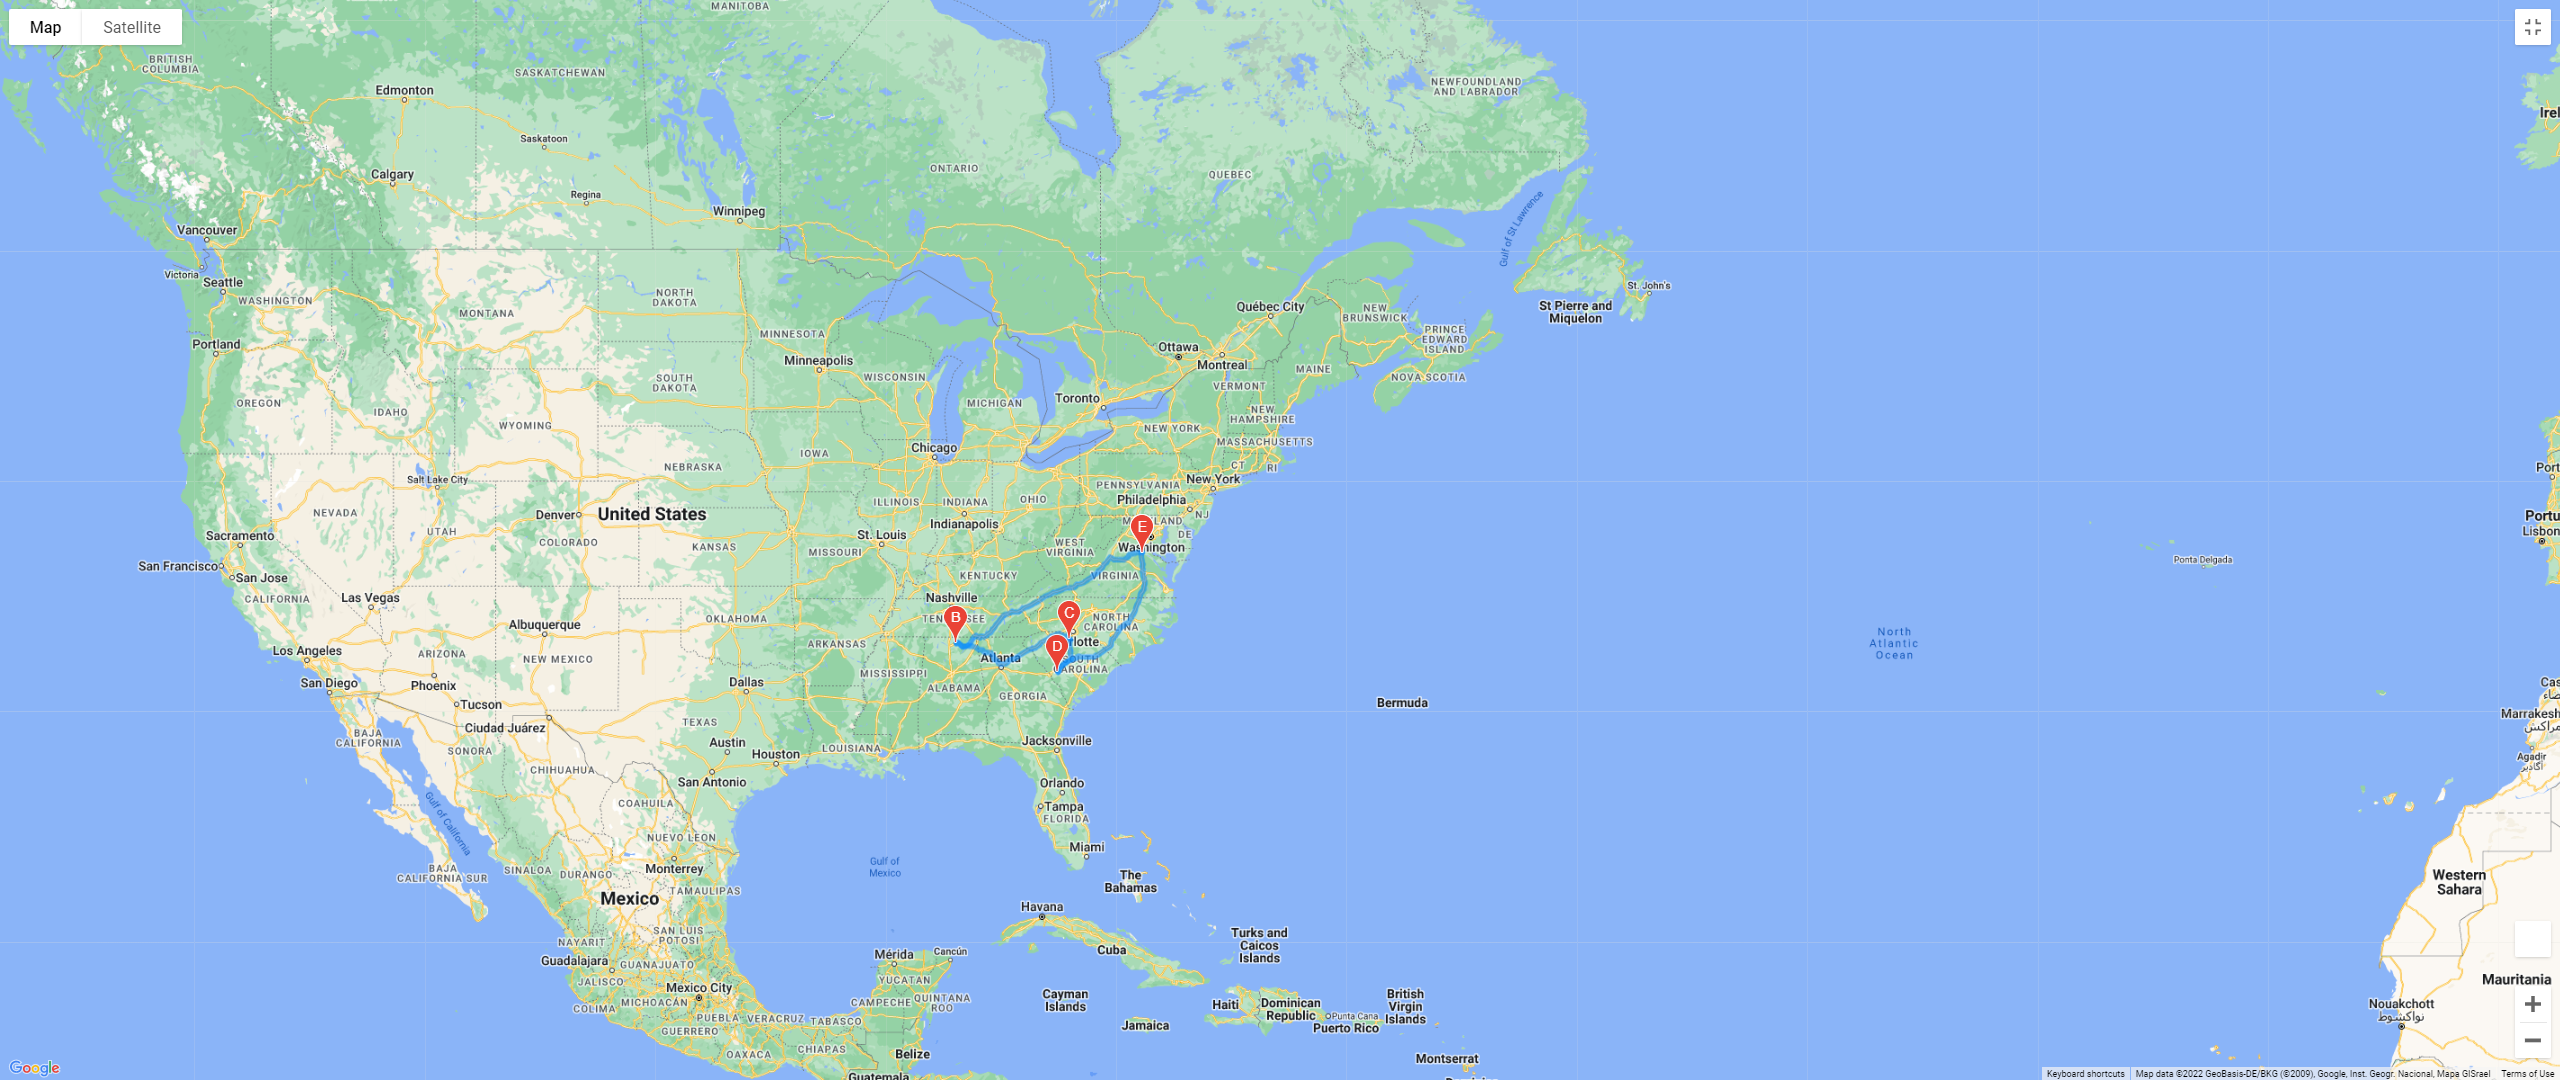 Map
Satellite
MANITOBA
BRITISH
COLUMBIA
SASKATCHEWAN
Edmonton
NEWFOUNDLAND
AND LABRADOR
Irel
Saskatoon
ONTARIO
QUEBEC
Calgary
Regina
Winnipeg
Gulf of St Lawrence
Vancouver
Victoria
Seattle
WASHINGTON
NORTH
DAKOTA
MONTANA
St. John's
St Pierre and
Miquelon
Québec City
NEW
BRUNSWICK
PRINCE
EDWARD
ISLAND
MINNESOTA
Portland
Minneapolis
Ottawa
Montreal
MAINE
NOVA SCOTIA
WISCONSIN
SOUTH
DAKOTA
VERMONT
OREGON
IDAHO
MICHIGAN
Toronto
NEW
HAMPSHIRE
WYOMING
NEW YORK
MASSACHUSETTS
Chicago
IOWA
NEBRASKA
CT
RI
Salt Lake City
New York
PENNSYLVANIA
Philadelphia
ILLINOIS
INDIANA
OHIO
NEVADA
Denver
United States
NJ
Indianapolis
E
Sacramento
UTAH
COLORADO
St. Louis
WEST
VIRGINIA
DE
Washington
KANSAS
MISSOURI
San Francisco
San Jose
KENTUCKY
VIRGINIA
CALIFORNIA
Las Vegas
Nashville
Portu
Lisbon
Port
Ponta Delgada
B
C
NORTH
CAROLINA
Albuquerque
OKLAHOMA
ARKANSAS
North
Atlantic
Ocean
Los Angeles
ARIZONA
NEW MEXICO
D
Atlanta
MISSISSIPPI
ALABAMA
GEORGIA
San Diego
Phoenix
Dallas
Tucson
Bermuda
Ciudad Juárez
TEXAS
BAJA
CALIFORNIA
SONORA
Austin
Houston
LOUISIANA
Jacksonville
CHIHUAHUA
San Antonio
Orlando
Tampa
FLORIDA
COAHUILA
Gulf of California
NUEVO LEON
Miami
Monterrey
Gulf of
Mexico
BAJA
CALIFORNIA SUR
SINALOA
DURANGO
TAMAULIPAS
Mexico
The
Bahamas
Havana
Cuba
Turks and
Caicos
Islands
SAN LUIS
POTOSI
NAYARIT
Guadalajara
GUANAJUATO
JALISCO
Mérida
Cancún
YUCATAN
Mexico City
MICHOACÁN
COLIMA
CAMPECHE
QUINTANA
ROO
Cayman
Islands
Haiti
Dominican
Republic
British
Virgin
Islands
Punta Cana
Puerto Rico
Jamaica
PUEBLA
VERACRUZ
TABASCO
GUERRERO
OAXACA
CHIAPAS
Belize
Guatemala
Montserrat
Marrakesh
مراكش
Agadir
أگادير
Western
Sahara
Mauritania
Nouakchott
نواكشوط
Google
Keyboard shortcuts
Map data ©2022 GeoBasis-DE/BKG (©2009), Google, Inst. Geogr. Nacional, Mapa GISrael
Terms of Use